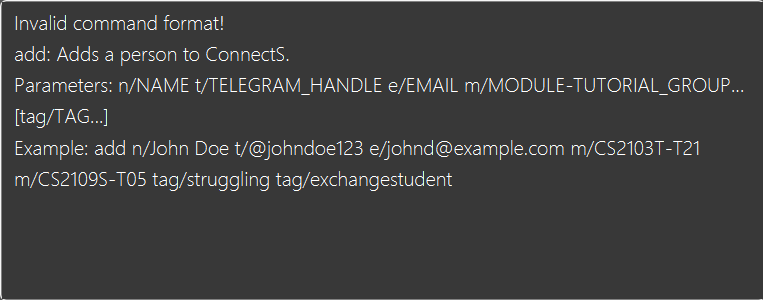 Invalid command format!
add: Adds a person to ConnectS.
Parameters: n/NAME t/TELEGRAM_HANDLE e/EMAIL m/MODULE-TUTORIAL_GROUP...
[tag/TAG...]
Example: add n/John Doe t/@johndoe123 e/johnd@example.com m/CS2103T-T21
m/CS2109S-T05 tag/struggling tag/exchangestudent